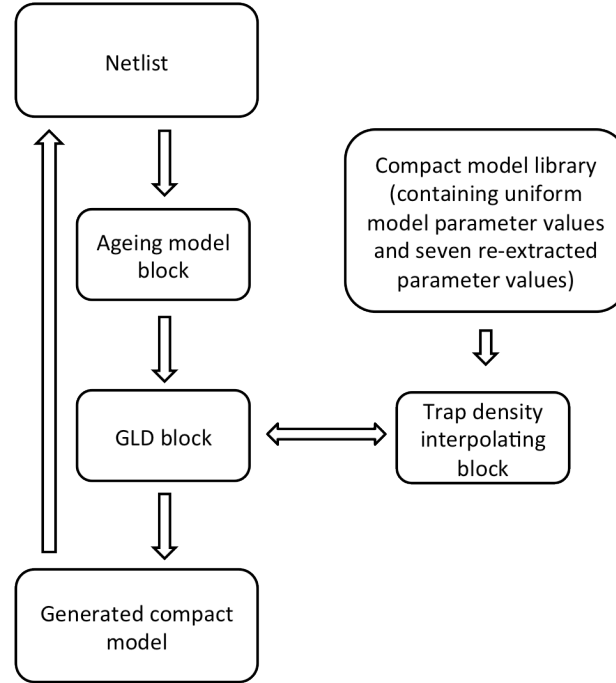 Netlist
Ageing model
block
GLD block
Generated compact
model
Compact model library
(containing uniform
model parameter values
and seven re-extracted
parameter values)
Trap density
interpolating
block